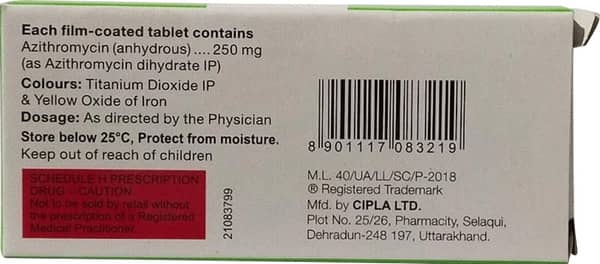 Each film-coated tablet contains
Azithromycin (anhydrous).... 250 mg
(as Azithromycin dihydrate IP)
Colours: Titanium Dioxide IP
& Yellow Oxide of Iron
Dosage: As directed by the Physician
Store below 25°C, Protect from moisture.
Keep out of reach of children
SCHEDULE H PRESCRIPTION
DRUG – CAUTION
Not to be sold by retail without
the prescription of a Registered
Medical Practitioner.
21083799
8 901117 083219
M.L. 40/UA/LL/SC/P-2018
® Registered Trademark
Mfd. by CIPLA LTD.
Plot No. 25/26, Pharmacity, Selaqui,
Dehradun-248 197, Uttarakhand.